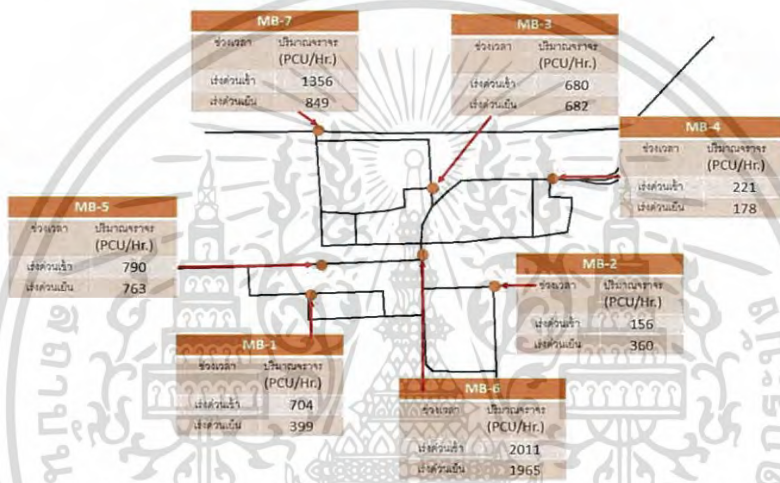 MB-7
ช่วงเวลา ปริมาณจราจร (PCU/Hr.)
เร่งด่วนเช้า 1356
เร่งด่วนเย็น 849
MB-3
ช่วงเวลา ปริมาณจราจร (PCU/Hr.)
เร่งด่วนเช้า 680
เร่งด่วนเย็น 682
MB-4
ช่วงเวลา ปริมาณจราจร (PCU/Hr.)
เร่งด่วนเช้า 221
เร่งด่วนเย็น 178
MB-5
ช่วงเวลา ปริมาณจราจร (PCU/Hr.)
เร่งด่วนเช้า 790
เร่งด่วนเย็น 763
MB-2
ช่วงเวลา ปริมาณจราจร (PCU/Hr.)
เร่งด่วนเช้า 156
เร่งด่วนเย็น 360
MB-1
ช่วงเวลา ปริมาณจราจร (PCU/Hr.)
เร่งด่วนเช้า 704
เร่งด่วนเย็น 399
MB-6
ช่วงเวลา ปริมาณจราจร (PCU/Hr.)
เร่งด่วนเช้า 2011
เร่งด่วนเย็น 1965